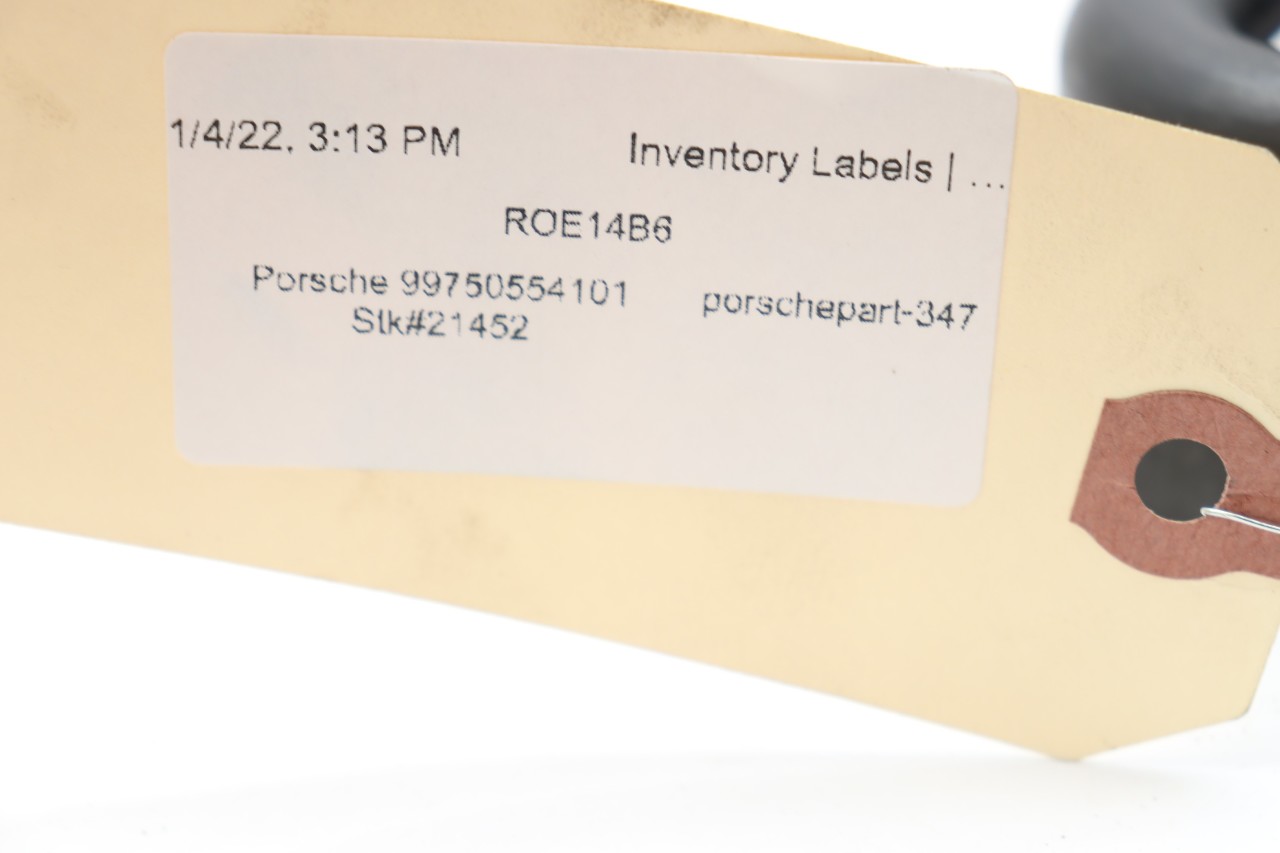 1/4/22, 3:13 PM Inventory Labels | ...
ROE14B6
Porsche 99750554101 porschepart-347
Stk#21452